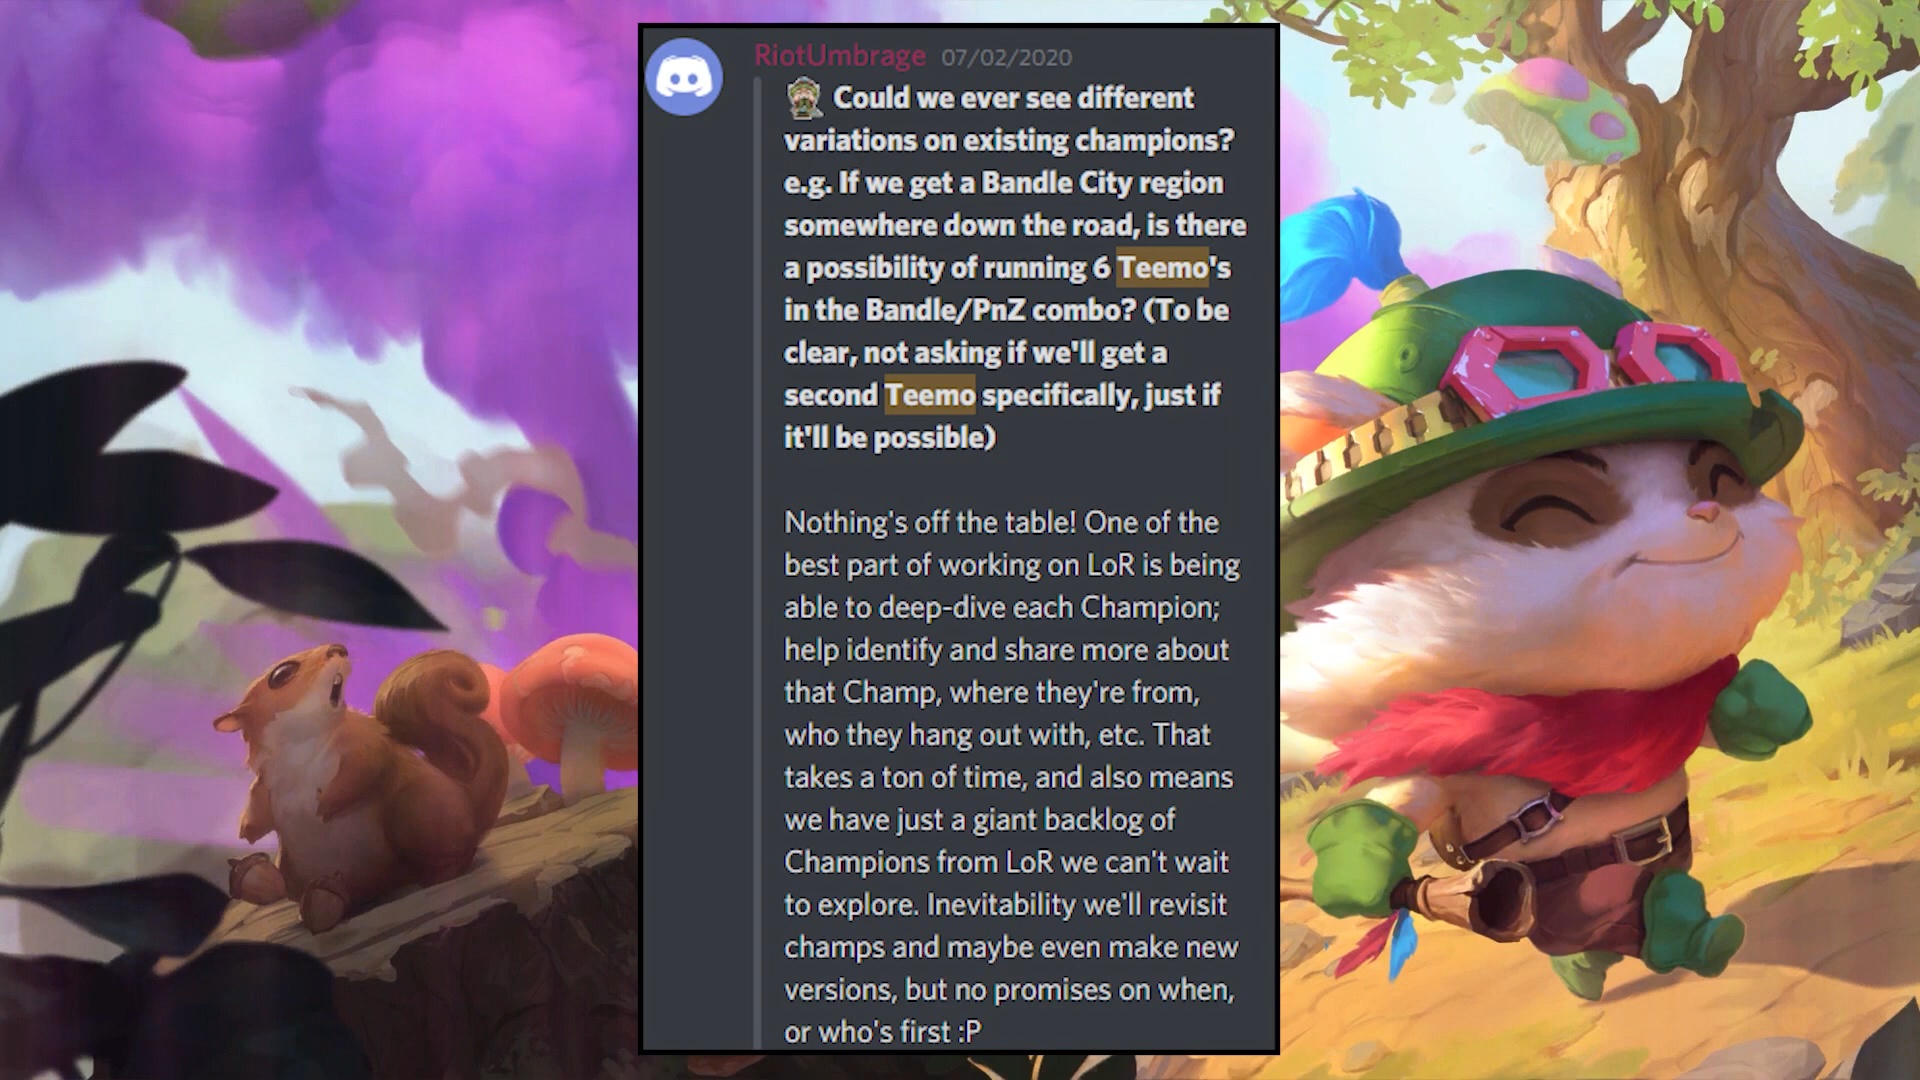 RiotUmbrage 07/02/2020
Could we ever see different
variations on existing champions?
e.g. If we get a Bandle City region
somewhere down the road, is there
a possibility of running 6 Teemo's
in the Bandle/PnZ combo? (To be
clear, not asking if we'll get a
second Teemo specifically, just if
it'll be possible)
Nothing's off the table! One of the
best part of working on LoR is being
able to deep-dive each Champion;
help identify and share more about
that Champ, where they're from,
who they hang out with, etc. That
takes a ton of time, and also means
we have just a giant backlog of
Champions from LoR we can't wait
to explore. Inevitability we'll revisit
champs and maybe even make new
versions, but no promises on when,
or who's first :P